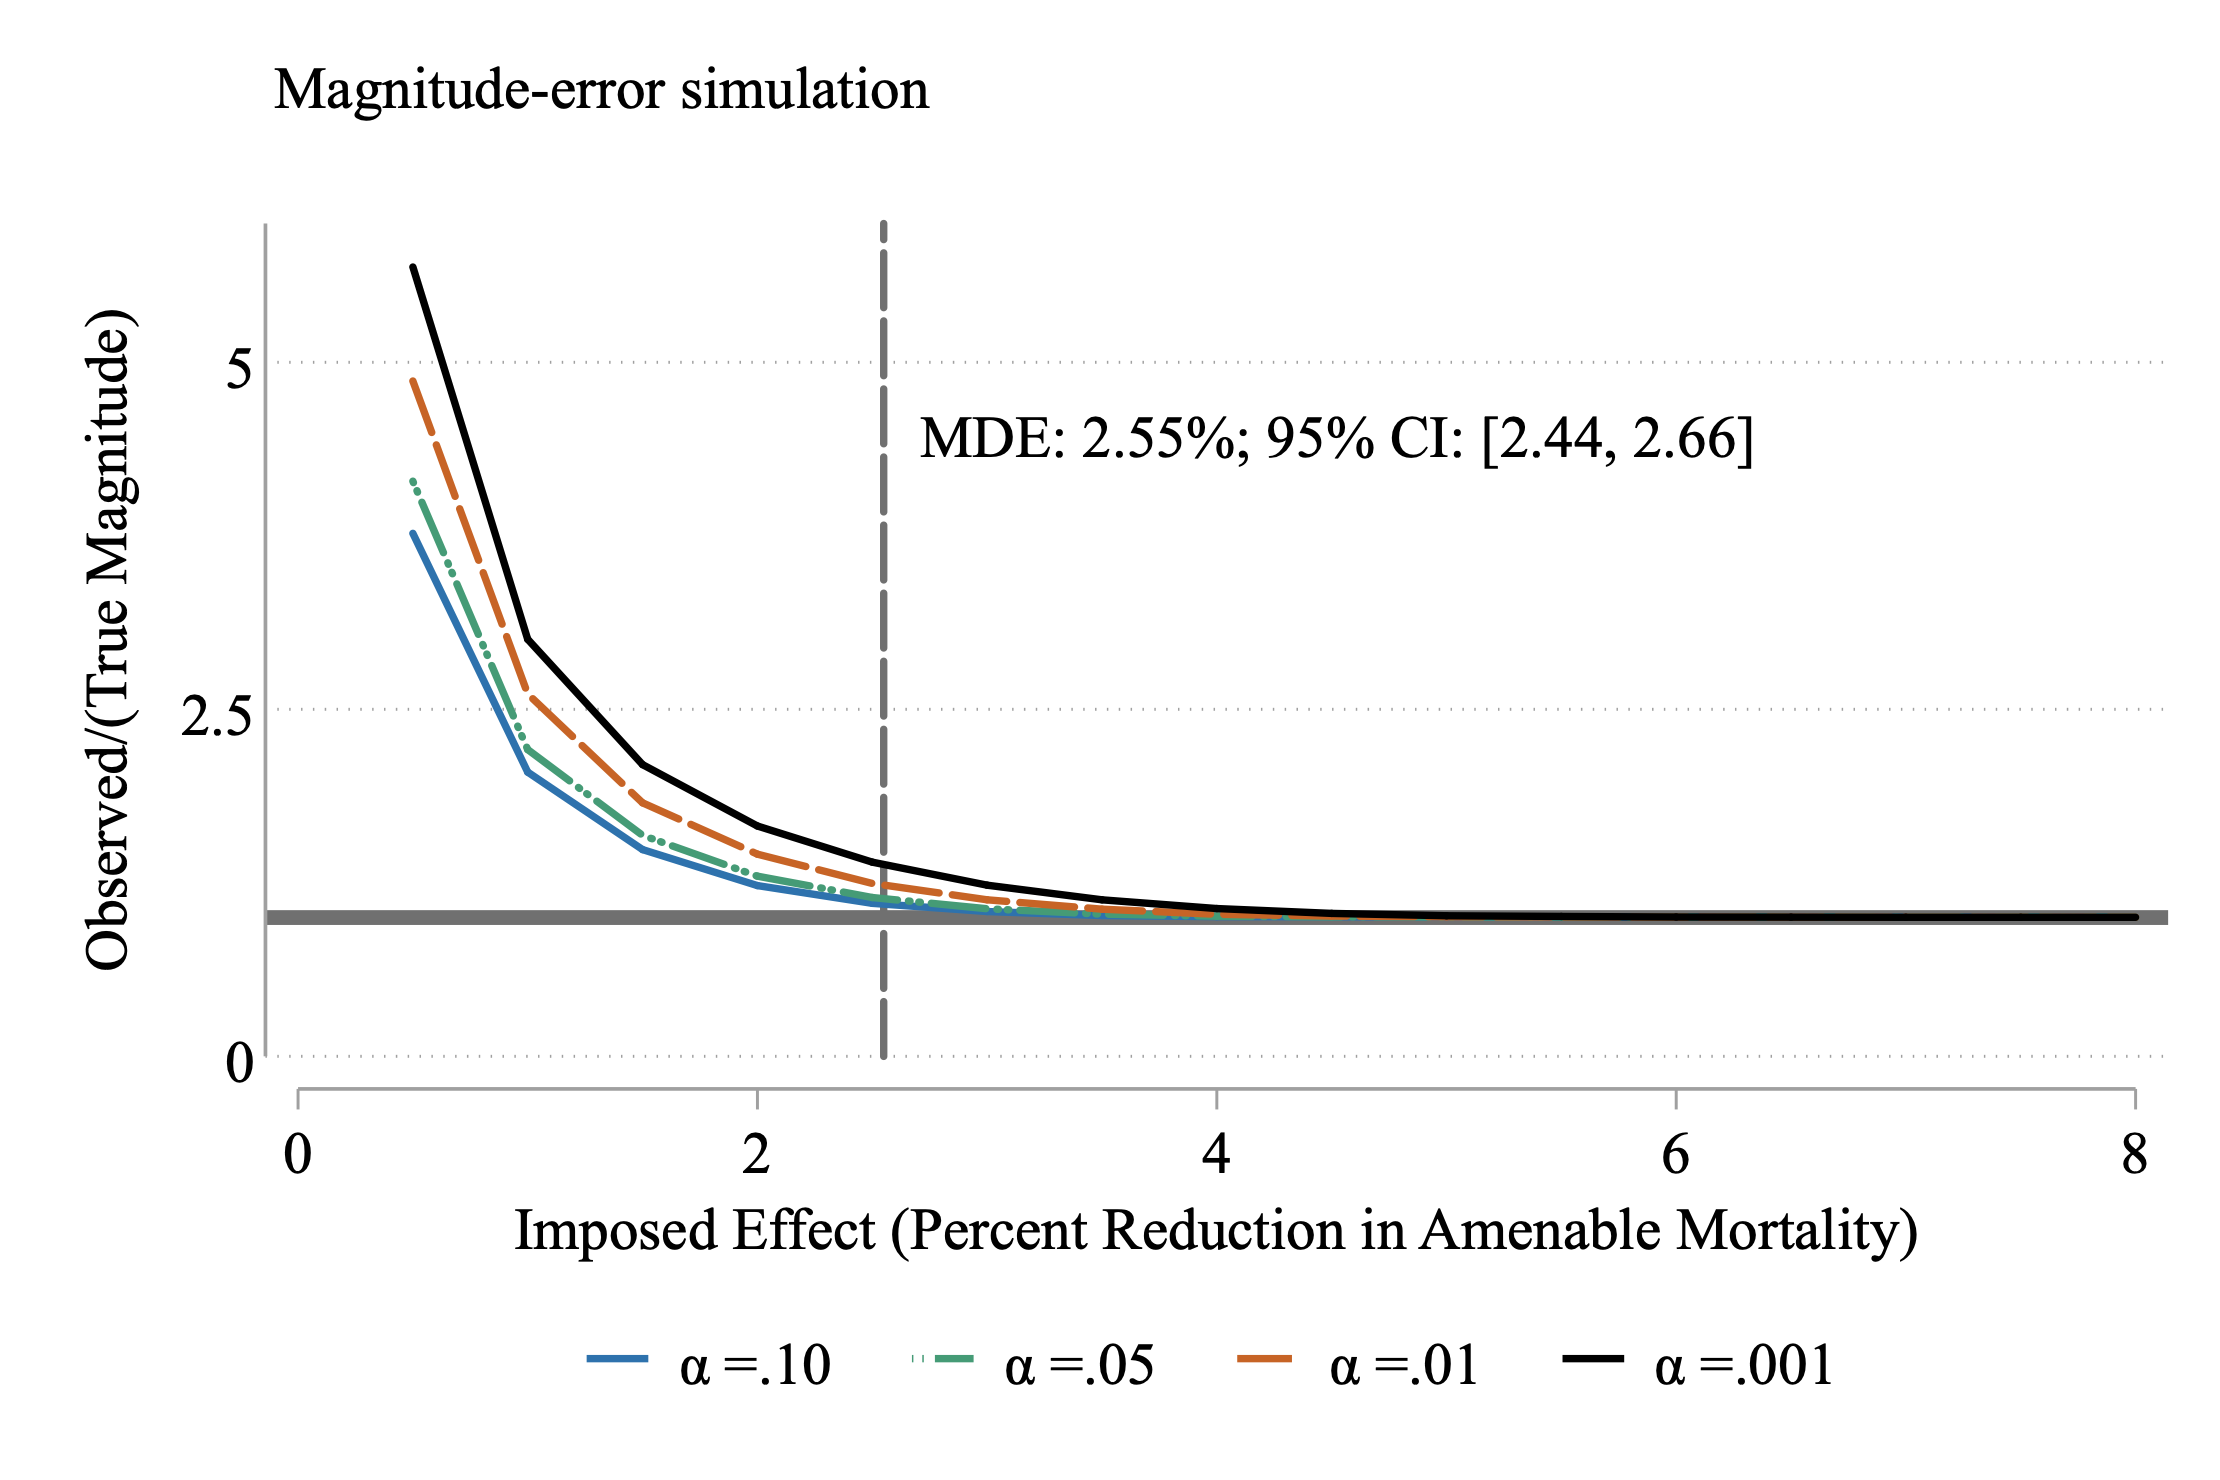 Magnitude-error simulation
Observed/(True Magnitude)
5
2.5
0
MDE: 2.55%; 95% CI: [2.44, 2.66]
0 2 4 6 8
Imposed Effect (Percent Reduction in Amenable Mortality)
α =.10 α =.05 α =.01 α =.001